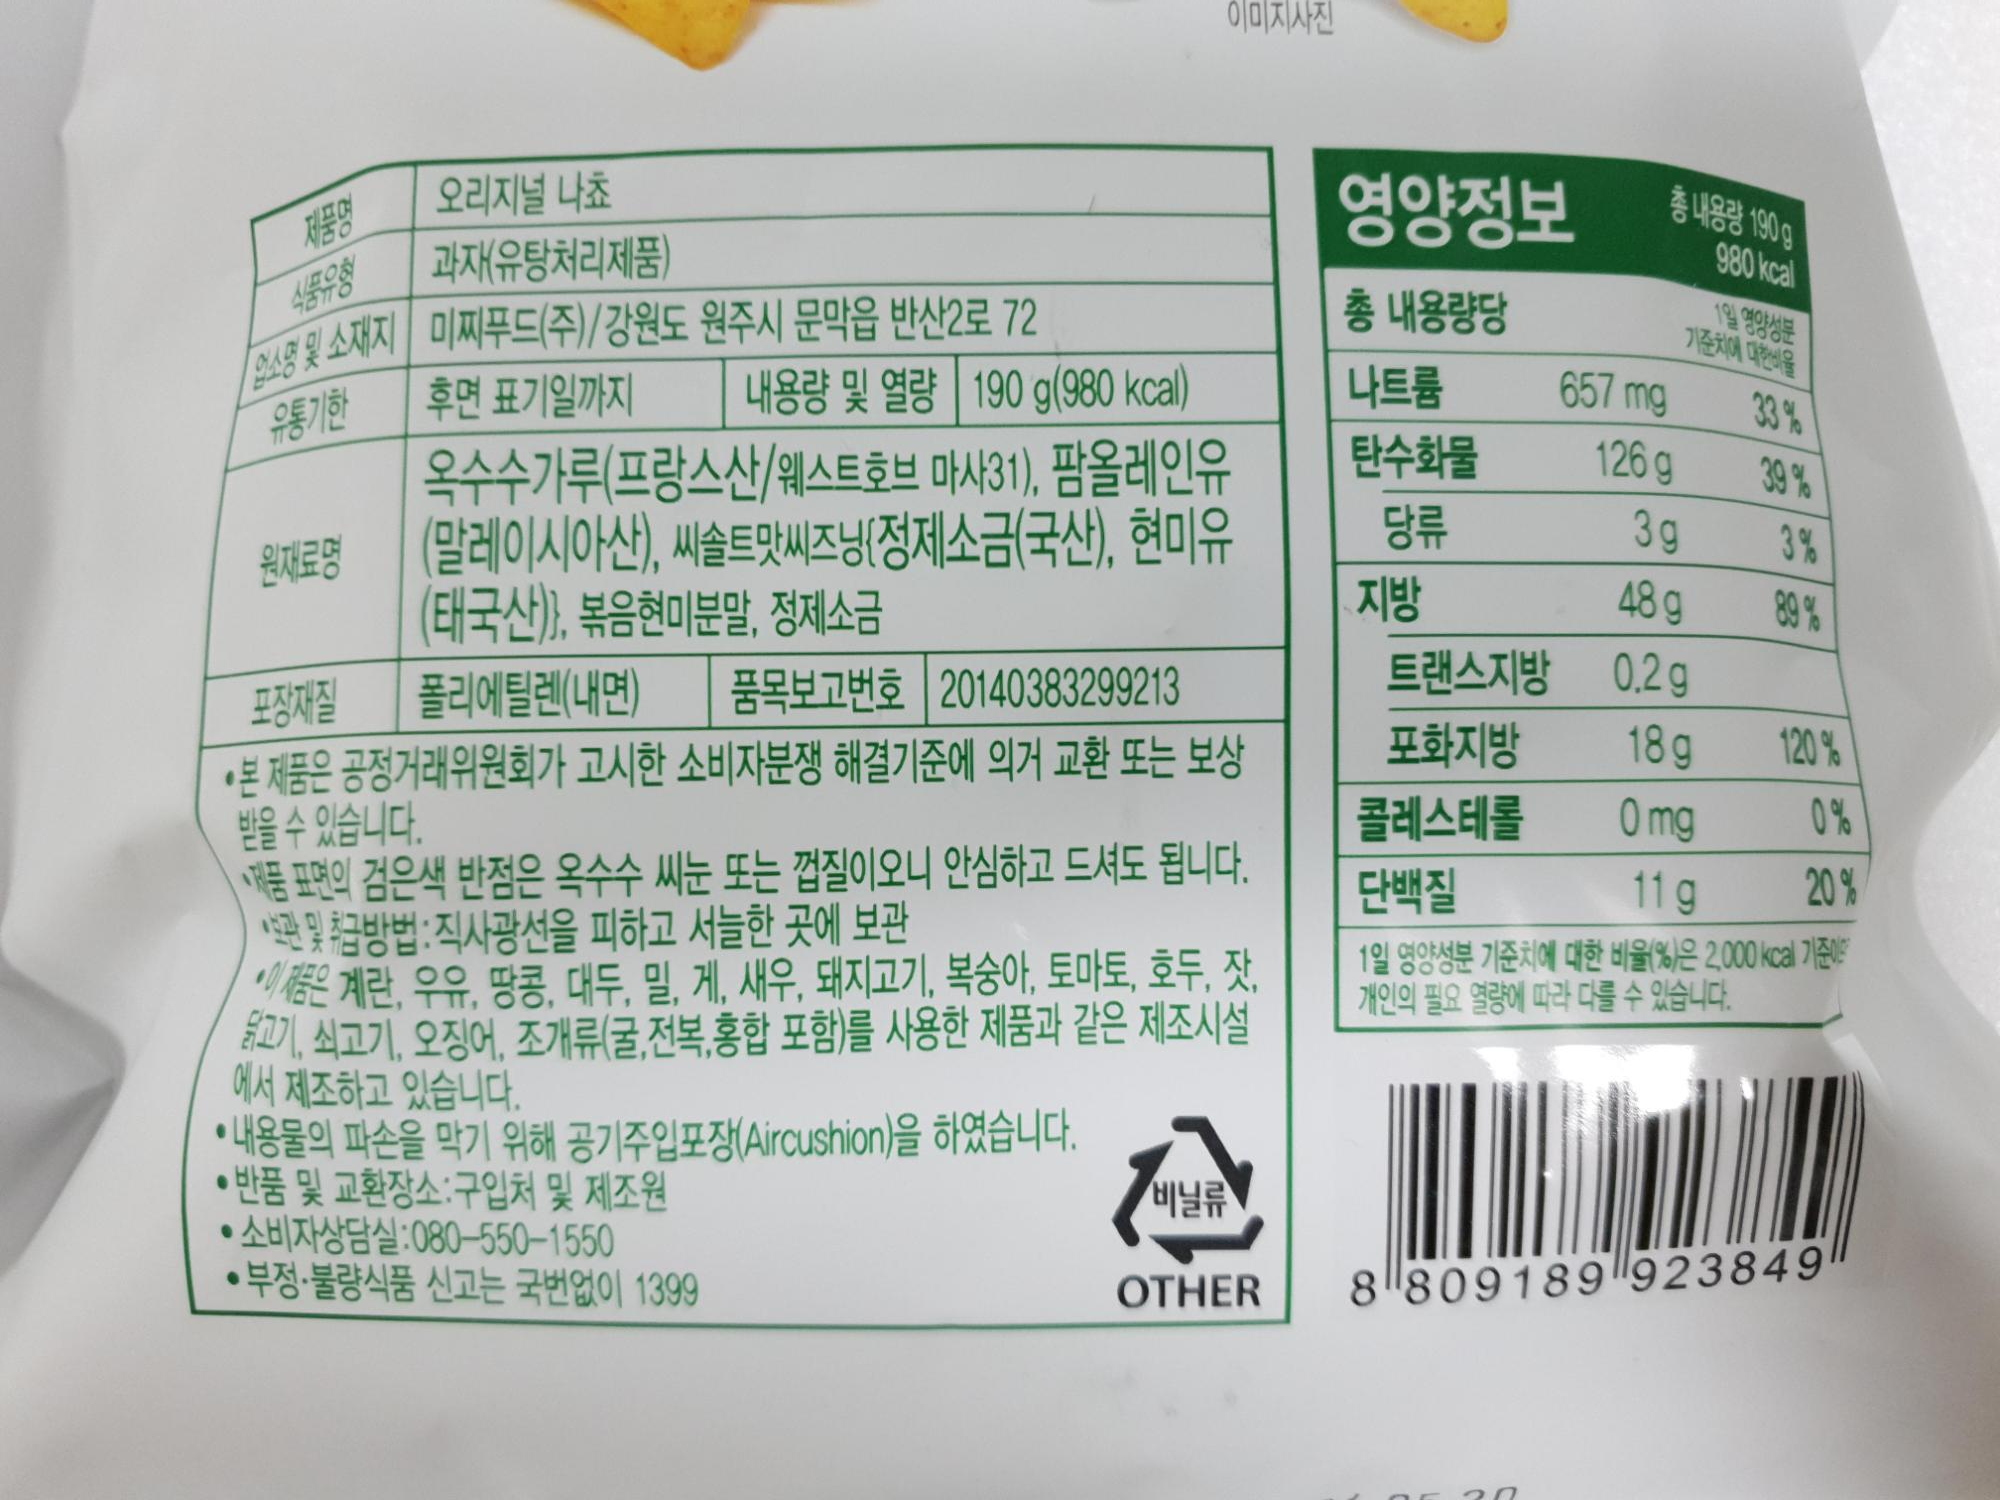 이미지사진
제품명 오리지널 나쵸
식품유형 과자(유탕처리제품)
업소명 및 소재지 미찌푸드(주)/강원도 원주시 문막읍 반산2로 72
유통기한 후면 표기일까지 내용량 및 열량 190 g(980 kcal)
원재료명 옥수수가루(프랑스산/웨스트호브 마사31), 팜올레인유
(말레이시아산), 씨솔트맛씨즈닝{정제소금(국산), 현미유
(태국산)}, 볶음현미분말, 정제소금
포장재질 폴리에틸렌(내면) 품목보고번호 20140383299213
•본 제품은 공정거래위원회가 고시한 소비자분쟁 해결기준에 의거 교환 또는 보상
받을 수 있습니다.
•제품 표면의 검은색 반점은 옥수수 씨눈 또는 껍질이오니 안심하고 드셔도 됩니다.
•보관 및 취급방법:직사광선을 피하고 서늘한 곳에 보관
•이 제품은 계란, 우유, 땅콩, 대두, 밀, 게, 새우, 돼지고기, 복숭아, 토마토, 호두, 잣,
닭고기, 쇠고기, 오징어, 조개류(굴,전복,홍합 포함)를 사용한 제품과 같은 제조시설
에서 제조하고 있습니다.
•내용물의 파손을 막기 위해 공기주입포장(Aircushion)을 하였습니다.
•반품 및 교환장소:구입처 및 제조원
•소비자상담실:080-550-1550
•부정·불량식품 신고는 국번없이 1399
비닐류
OTHER
영양정보 총 내용량 190 g
980 kcal
총 내용량당 1일 영양성분
기준치에 대한비율
나트륨 657 mg 33 %
탄수화물 126 g 39 %
당류 3 g 3 %
지방 48 g 89 %
트랜스지방 0.2 g
포화지방 18 g 120 %
콜레스테롤 0 mg 0 %
단백질 11 g 20 %
1일 영양성분 기준치에 대한 비율(%)은 2,000 kcal 기준이므로
개인의 필요 열량에 따라 다를 수 있습니다.
8 809189 923849